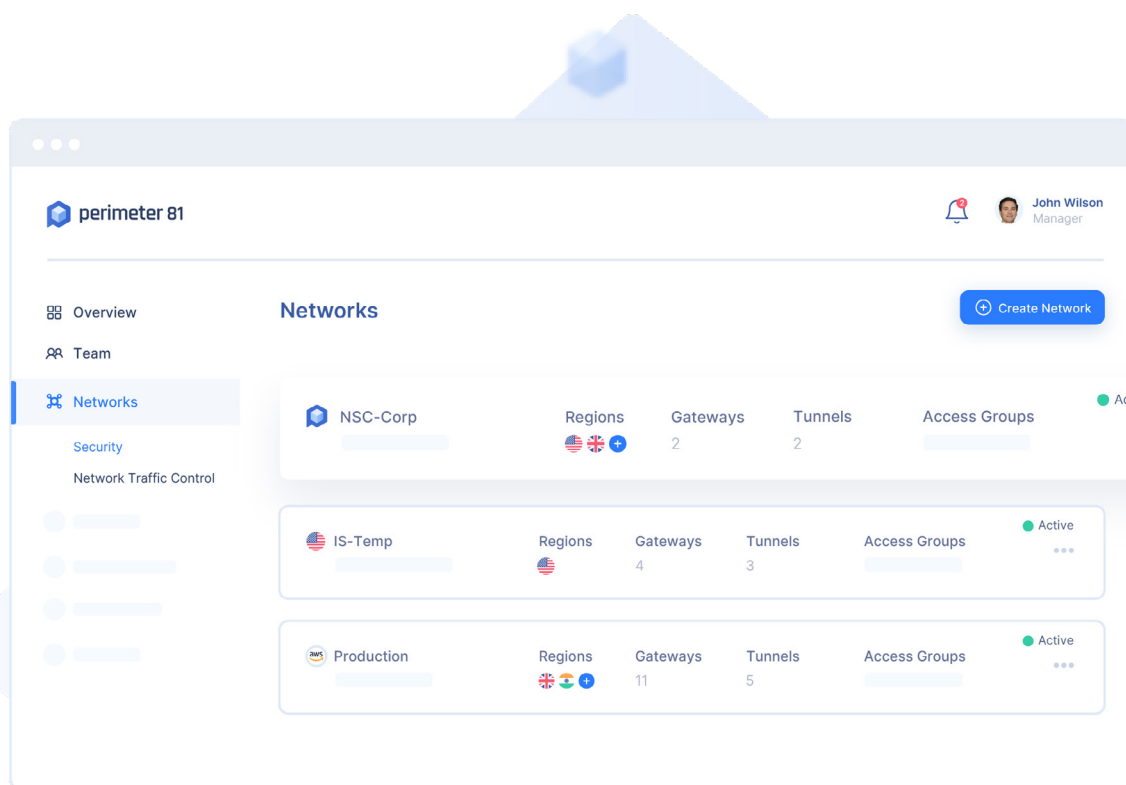 perimeter 81
2
John Wilson
Manager
Overview
Team
Networks
Security
Network Traffic Control
Networks
Create Network
NSC-Corp
Regions
Gateways
2
Tunnels
2
Access Groups
Ac
IS-Temp
Regions
Gateways
4
Tunnels
3
Access Groups
Active
aws
Production
Regions
Gateways
11
Tunnels
5
Access Groups
Active